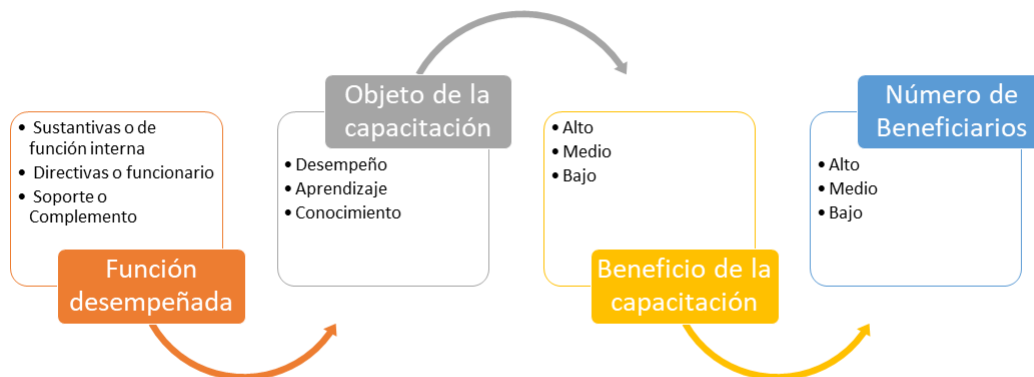 • Sustantivas o de
función interna
• Directivas o funcionario
• Soporte o
Complemento
Función
desempeñada
Objeto de la
capacitación
• Desempeño
• Aprendizaje
• Conocimiento
• Alto
• Medio
• Bajo
Beneficio de la
capacitación
Número de
Beneficiarios
• Alto
• Medio
• Bajo